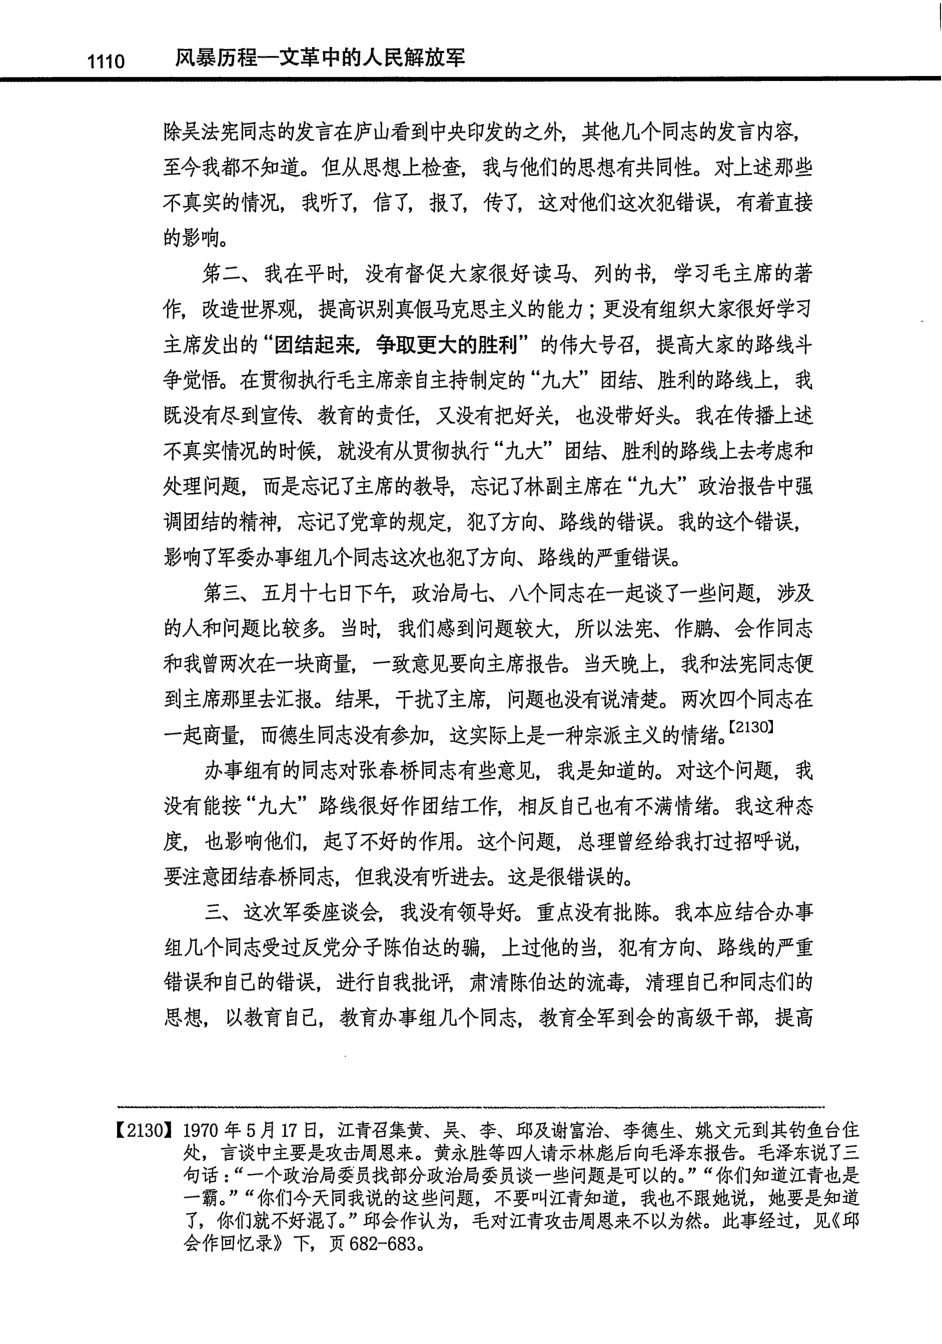 1110 风暴历程—文革中的人民解放军
除吴法宪同志的发言在庐山看到中央印发的之外，其他几个同志的发言内容，
至今我都不知道。但从思想上检查，我与他们的思想有共同性。对上述那些
不真实的情况，我听了，信了，报了，传了，这对他们这次犯错误，有着直接
的影响。
第二、我在平时，没有督促大家很好读马、列的书，学习毛主席的著
作，改造世界观，提高识别真假马克思主义的能力；更没有组织大家很好学习
主席发出的“团结起来，争取更大的胜利”的伟大号召，提高大家的路线斗
争觉悟。在贯彻执行毛主席亲自主持制定的“九大”团结、胜利的路线上，我
既没有尽到宣传、教育的责任，又没有把好关，也没带好头。我在传播上述
不真实情况的时候，就没有从贯彻执行“九大”团结、胜利的路线上去考虑和
处理问题，而是忘记了主席的教导，忘记了林副主席在“九大”政治报告中强
调团结的精神，忘记了党章的规定，犯了方向、路线的错误。我的这个错误，
影响了军委办事组几个同志这次也犯了方向、路线的严重错误。
第三、五月十七日下午，政治局七、八个同志在一起谈了一些问题，涉及
的人和问题比较多。当时，我们感到问题较大，所以法宪、作鹏、会作同志
和我曾两次在一块商量，一致意见要向主席报告。当天晚上，我和法宪同志便
到主席那里去汇报。结果，干扰了主席，问题也没有说清楚。两次四个同志在
一起商量，而德生同志没有参加，这实际上是一种宗派主义的情绪。【2130】
办事组有的同志对张春桥同志有些意见，我是知道的。对这个问题，我
没有能按“九大”路线很好作团结工作，相反自己也有不满情绪。我这种态
度，也影响他们，起了不好的作用。这个问题，总理曾经给我打过招呼说，
要注意团结春桥同志，但我没有听进去。这是很错误的。
三、这次军委座谈会，我没有领导好。重点没有批陈。我本应结合办事
组几个同志受过反党分子陈伯达的骗，上过他的当，犯有方向、路线的严重
错误和自己的错误，进行自我批评，肃清陈伯达的流毒，清理自己和同志们的
思想，以教育自己，教育办事组几个同志，教育全军到会的高级干部，提高
【2130】1970 年 5 月 17 日，江青召集黄、吴、李、邱及谢富治、李德生、姚文元到其钓鱼台住
处，言谈中主要是攻击周恩来。黄永胜等四人请示林彪后向毛泽东报告。毛泽东说了三
句话：“一个政治局委员找部分政治局委员谈一些问题是可以的。”“你们知道江青也是
一霸。”“你们今天同我说的这些问题，不要叫江青知道，我也不跟她说，她要是知道
了，你们就不好混了。”邱会作认为，毛对江青攻击周恩来不以为然。此事经过，见《邱
会作回忆录》下，页 682-683。